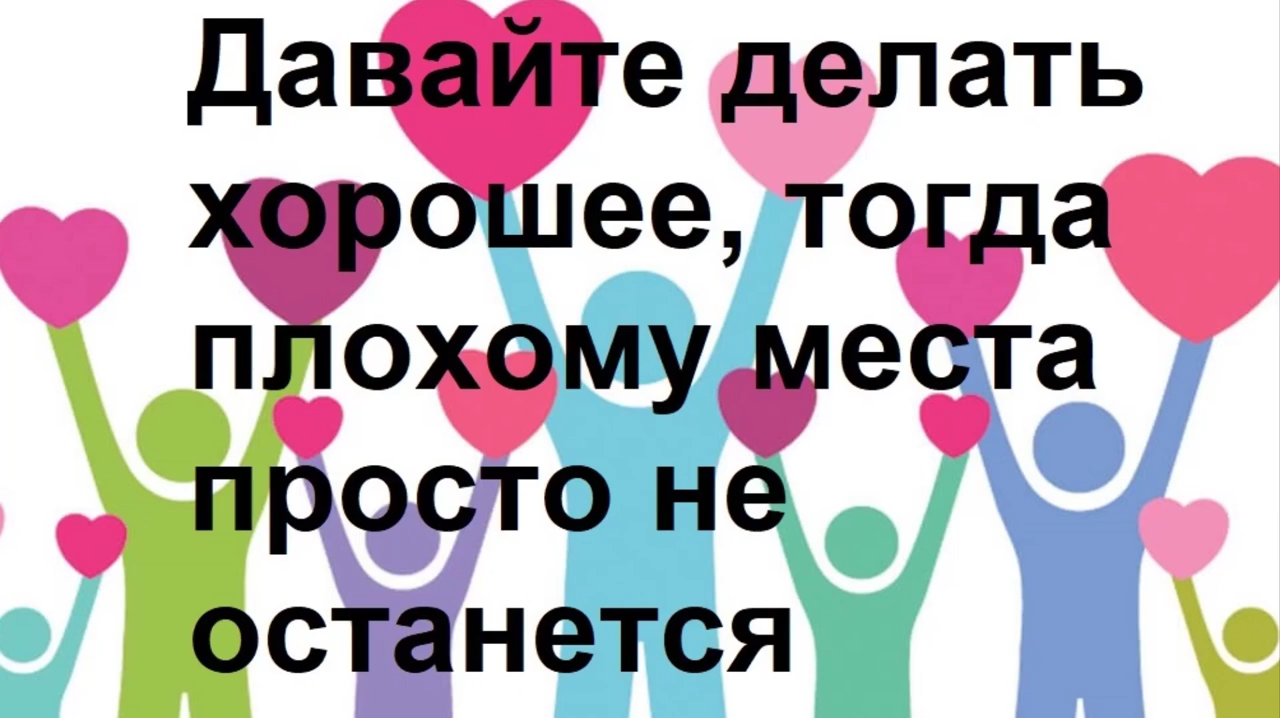 Давайте делать
хорошее, тогда
плохому места
просто не
останется